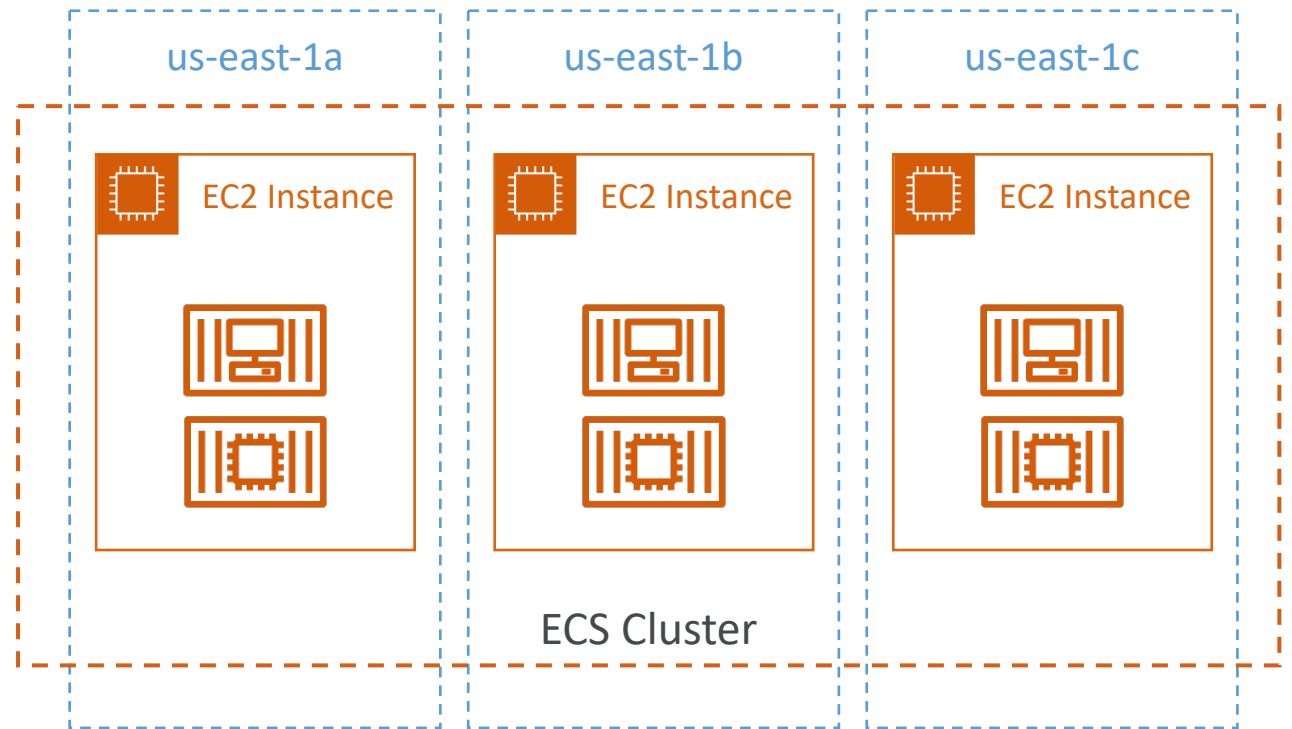 us-east-1a
us-east-1b
us-east-1c
EC2 Instance
EC2 Instance
EC2 Instance
ECS Cluster